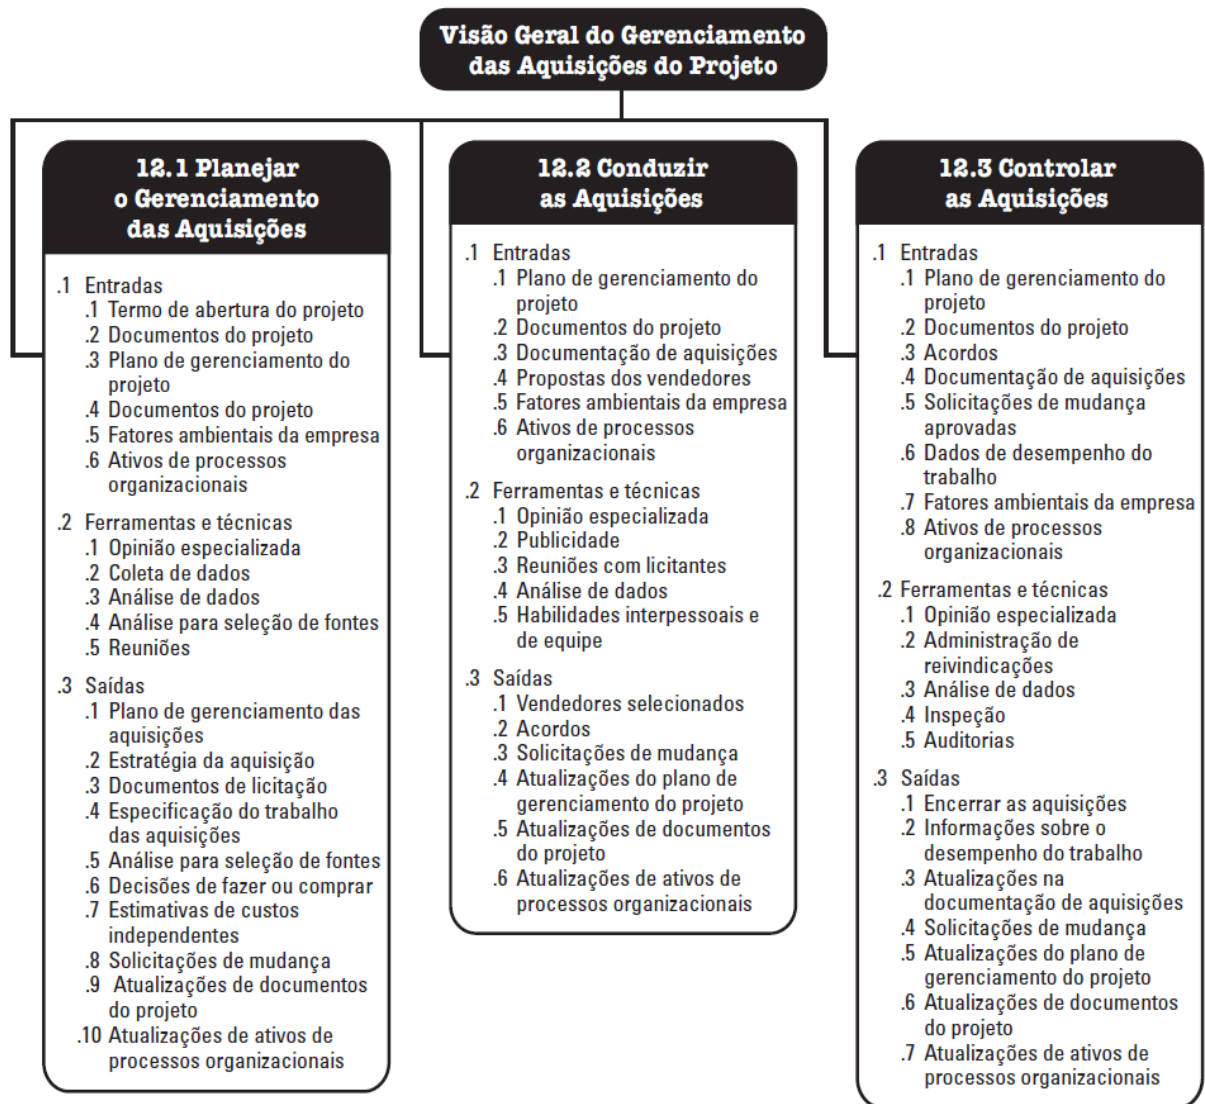 Visão Geral do Gerenciamento
das Aquisições do Projeto
12.1 Planejar
o Gerenciamento
das Aquisições
.1 Entradas
.1 Termo de abertura do projeto
.2 Documentos do projeto
.3 Plano de gerenciamento do
projeto
.4 Documentos do projeto
.5 Fatores ambientais da empresa
.6 Ativos de processos
organizacionais
.2 Ferramentas e técnicas
.1 Opinião especializada
.2 Coleta de dados
.3 Análise de dados
.4 Análise para seleção de fontes
.5 Reuniões
.3 Saídas
.1 Plano de gerenciamento das
aquisições
.2 Estratégia da aquisição
.3 Documentos de licitação
.4 Especificação do trabalho
das aquisições
.5 Análise para seleção de fontes
.6 Decisões de fazer ou comprar
.7 Estimativas de custos
independentes
.8 Solicitações de mudança
.9 Atualizações de documentos
do projeto
.10 Atualizações de ativos de
processos organizacionais
12.2 Conduzir
as Aquisições
.1 Entradas
.1 Plano de gerenciamento do
projeto
.2 Documentos do projeto
.3 Documentação de aquisições
.4 Propostas dos vendedores
.5 Fatores ambientais da empresa
.6 Ativos de processos
organizacionais
.2 Ferramentas e técnicas
.1 Opinião especializada
.2 Publicidade
.3 Reuniões com licitantes
.4 Análise de dados
.5 Habilidades interpessoais e
de equipe
.3 Saídas
.1 Vendedores selecionados
.2 Acordos
.3 Solicitações de mudança
.4 Atualizações do plano de
gerenciamento do projeto
.5 Atualizações de documentos
do projeto
.6 Atualizações de ativos de
processos organizacionais
12.3 Controlar
as Aquisições
.1 Entradas
.1 Plano de gerenciamento do
projeto
.2 Documentos do projeto
.3 Acordos
.4 Documentação de aquisições
.5 Solicitações de mudança
aprovadas
.6 Dados de desempenho do
trabalho
.7 Fatores ambientais da empresa
.8 Ativos de processos
organizacionais
.2 Ferramentas e técnicas
.1 Opinião especializada
.2 Administração de
reivindicações
.3 Análise de dados
.4 Inspeção
.5 Auditorias
.3 Saídas
.1 Encerrar as aquisições
.2 Informações sobre o
desempenho do trabalho
.3 Atualizações na
documentação de aquisições
.4 Solicitações de mudança
.5 Atualizações do plano de
gerenciamento do projeto
.6 Atualizações de documentos
do projeto
.7 Atualizações de ativos de
processos organizacionais